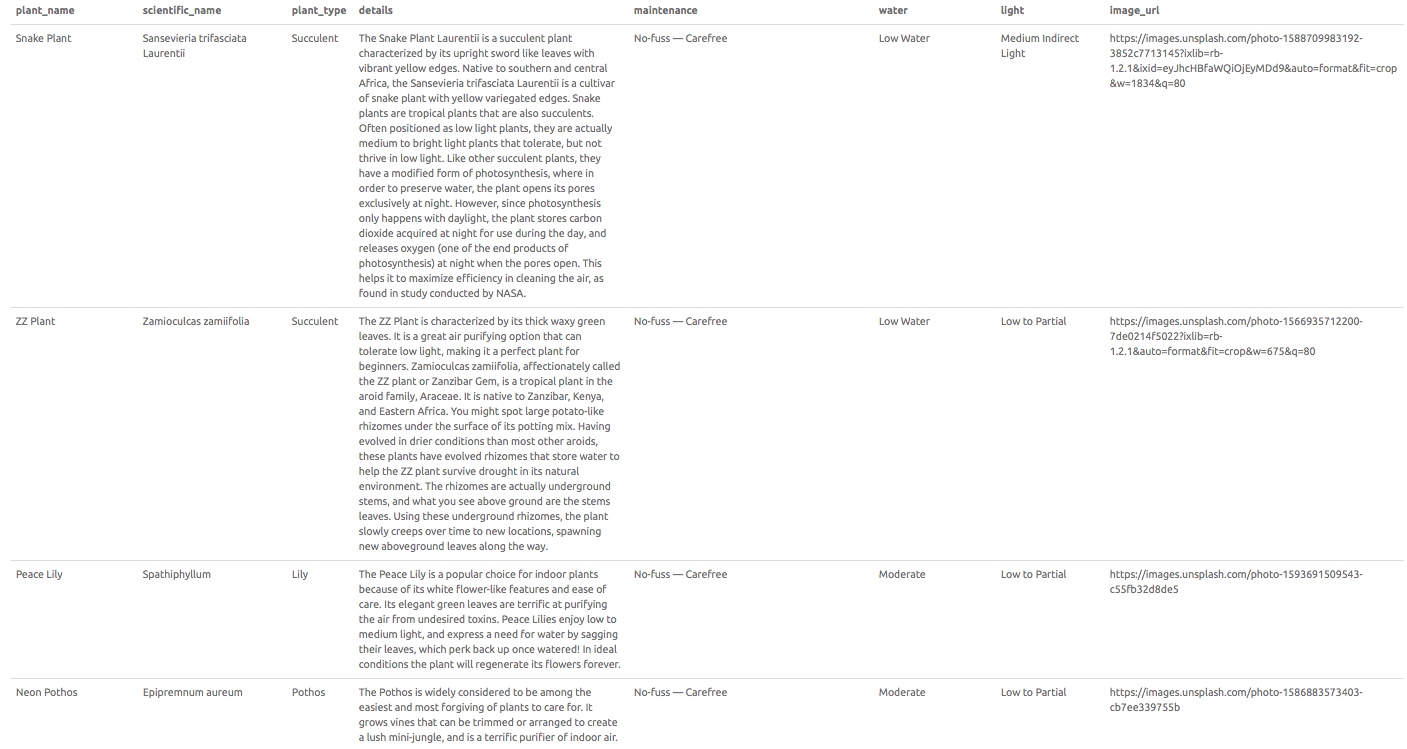 plant_name scientific_name plant_type details maintenance water light image_url
Snake Plant Sansevieria trifasciata Succulent The Snake Plant Laurentii is a succulent plant No-fuss — Carefree Low Water Medium Indirect https://images.unsplash.com/photo-1588709983192-
Laurentii characterized by its upright sword like leaves with Light 3852c7713145?ixlib=rb-
vibrant yellow edges. Native to southern and central 1.2.1&ixid=eyJhcHBfaWQiOjEyMDd9&auto=format&fit=crop
Africa, the Sansevieria trifasciata Laurentii is a cultivar &w=1834&q=80
of snake plant with yellow variegated edges. Snake
plants are tropical plants that are also succulents.
Often positioned as low light plants, they are actually
medium to bright light plants that tolerate, but not
thrive in low light. Like other succulent plants, they
have a modified form of photosynthesis, where in
order to preserve water, the plant opens its pores
exclusively at night. However, since photosynthesis
only happens with daylight, the plant stores carbon
dioxide acquired at night for use during the day, and
releases oxygen (one of the end products of
photosynthesis) at night when the pores open. This
helps it to maximize efficiency in cleaning the air, as
found in study conducted by NASA.
ZZ Plant Zamioculcas zamiifolia Succulent The ZZ Plant is characterized by its thick waxy green No-fuss — Carefree Low Water Low to Partial https://images.unsplash.com/photo-1566935712200-
leaves. It is a great air purifying option that can 7de0214f5022?ixlib=rb-
tolerate low light, making it a perfect plant for 1.2.1&auto=format&fit=crop&w=675&q=80
beginners. Zamioculcas zamiifolia, affectionately called
the ZZ plant or Zanzibar Gem, is a tropical plant in the
aroid family, Araceae. It is native to Zanzibar, Kenya,
and Eastern Africa. You might spot large potato-like
rhizomes under the surface of its potting mix. Having
evolved in drier conditions than most other aroids,
these plants have evolved rhizomes that store water to
help the ZZ plant survive drought in its natural
environment. The rhizomes are actually underground
stems, and what you see above ground are the stems
leaves. Using these underground rhizomes, the plant
slowly creeps over time to new locations, spawning
new aboveground leaves along the way.
Peace Lily Spathiphyllum Lily The Peace Lily is a popular choice for indoor plants No-fuss — Carefree Moderate Low to Partial https://images.unsplash.com/photo-1593691509543-
because of its white flower-like features and ease of c55fb32d8de5
care. Its elegant green leaves are terrific at purifying
the air from undesired toxins. Peace Lilies enjoy low to
medium light, and express a need for water by sagging
their leaves, which perk back up once watered! In ideal
conditions the plant will regenerate its flowers forever.
Neon Pothos Epipremnum aureum Pothos The Pothos is widely considered to be among the No-fuss — Carefree Moderate Low to Partial https://images.unsplash.com/photo-1586883573403-
easiest and most forgiving of plants to care for. It cb7ee339755b
grows vines that can be trimmed or arranged to create
a lush mini-jungle, and is a terrific purifier of indoor air.